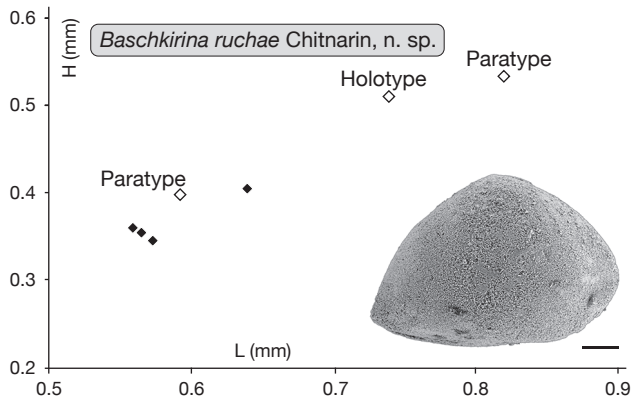 0.6
H (mm)
Baschkirina ruchae Chitnarin, n. sp.
Paratype
Holotype
0.5
Paratype
0.4
0.3
L (mm)
0.2
0.5 0.6 0.7 0.8 0.9